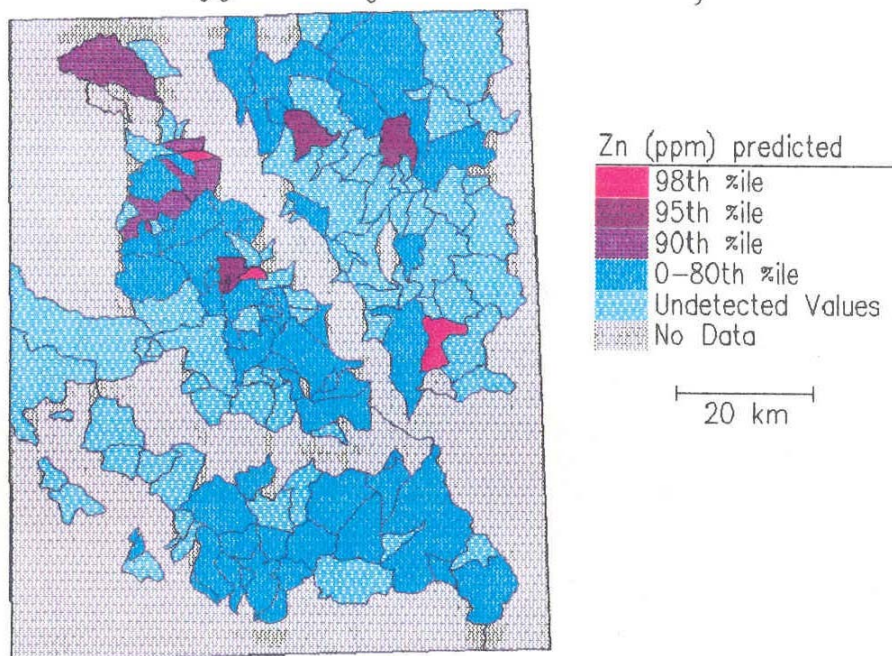 Zn (ppm) predicted
98th %ile
95th %ile
90th %ile
0-80th %ile
Undetected Values
No Data
20 km